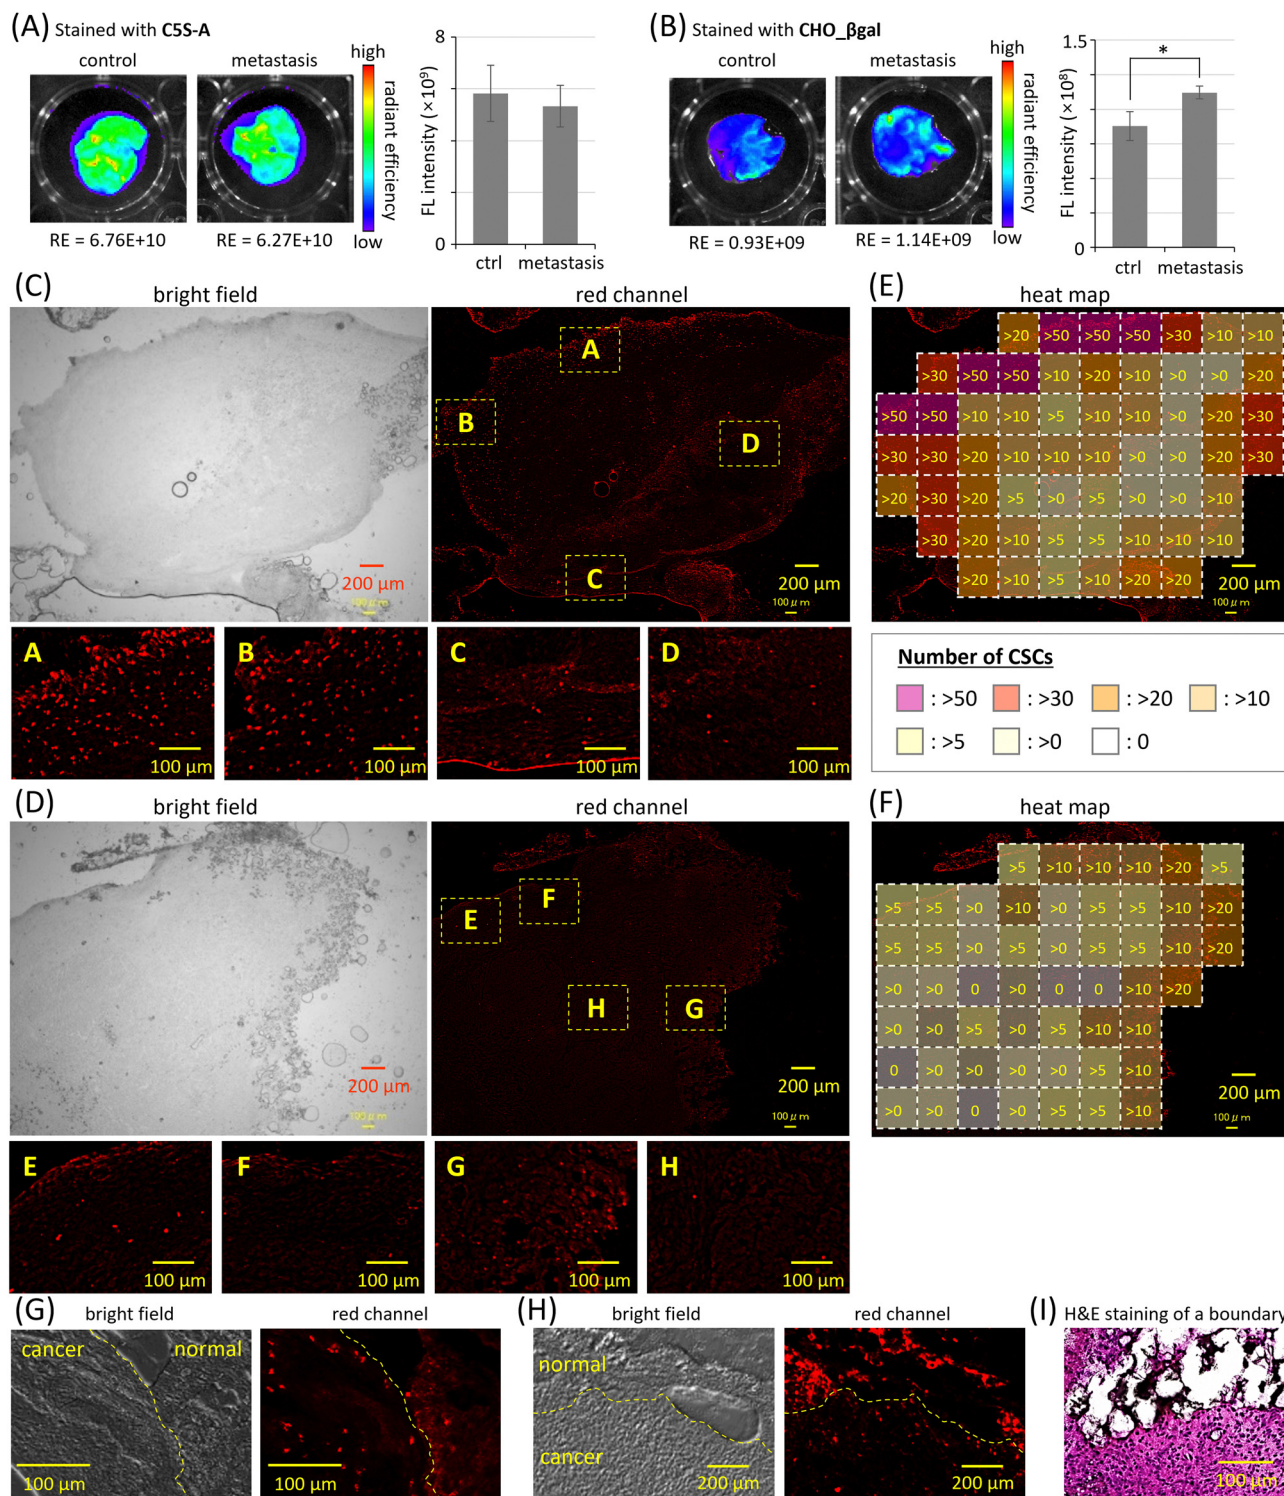 (A) Stained with C5S-A
control
metastasis
high
radiant efficiency
low
RE = 6.76E+10
RE = 6.27E+10
FL intensity (×10⁹)
8
4
0
ctrl
metastasis
(B) Stained with CHO_βgal
control
metastasis
high
radiant efficiency
low
RE = 0.93E+09
RE = 1.14E+09
FL intensity (×10⁸)
1.5
1
0
*
ctrl
metastasis
(C)
bright field
red channel
200 µm
100μm
A
B
C
D
200 µm
100μm
(E)
heat map
>20 >50 >50 >50 >30 >10 >10
>30 >50 >50 >10 >20 >10 >0 >0 >20
>50 >50 >10 >10 >5 >10 >10 >0 >20 >30
>30 >30 >20 >10 >10 >10 >0 >0 >20 >30
>20 >30 >20 >5 >0 >5 >0 >0 >10
>30 >20 >10 >5 >5 >10 >10 >10
>20 >10 >5 >10 >20 >20
200 µm
100μm
A
100 µm
B
100 µm
C
100 µm
D
100 µm
Number of CSCs
: >50
: >30
: >20
: >10
: >5
: >0
: 0
(D)
bright field
red channel
200 µm
100μm
E
F
H
G
200 µm
100μm
(F)
heat map
>5 >10 >10 >10 >20 >5
>5 >5 >0 >10 >0 >5 >5 >10 >20
>5 >5 >0 >5 >0 >5 >5 >10 >20
>0 >0 0 >0 0 0 >10 >20
>0 >0 >5 >0 >5 >10 >10
0 >0 >0 >0 >0 >5 >10
>0 >0 0 >0 >5 >5 >10
200 µm
100μm
E
100 µm
F
100 µm
G
100 µm
H
100 µm
(G)
bright field
red channel
cancer
normal
100 µm
100 µm
(H)
bright field
red channel
normal
cancer
200 µm
200 µm
(I) H&E staining of a boundary
100 µm